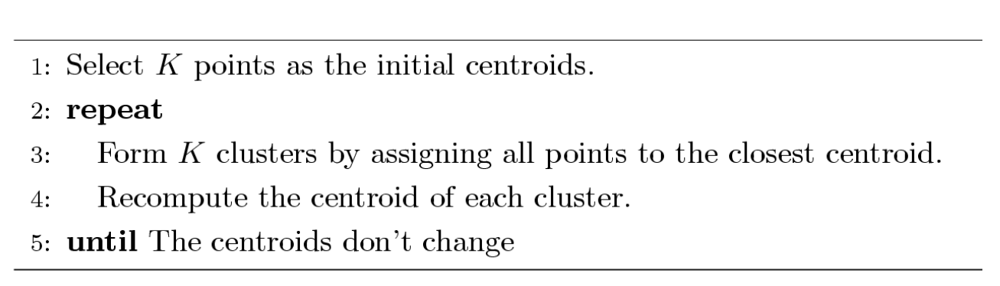 1: Select K points as the initial centroids.
2: repeat
3: Form K clusters by assigning all points to the closest centroid.
4: Recompute the centroid of each cluster.
5: until The centroids don't change